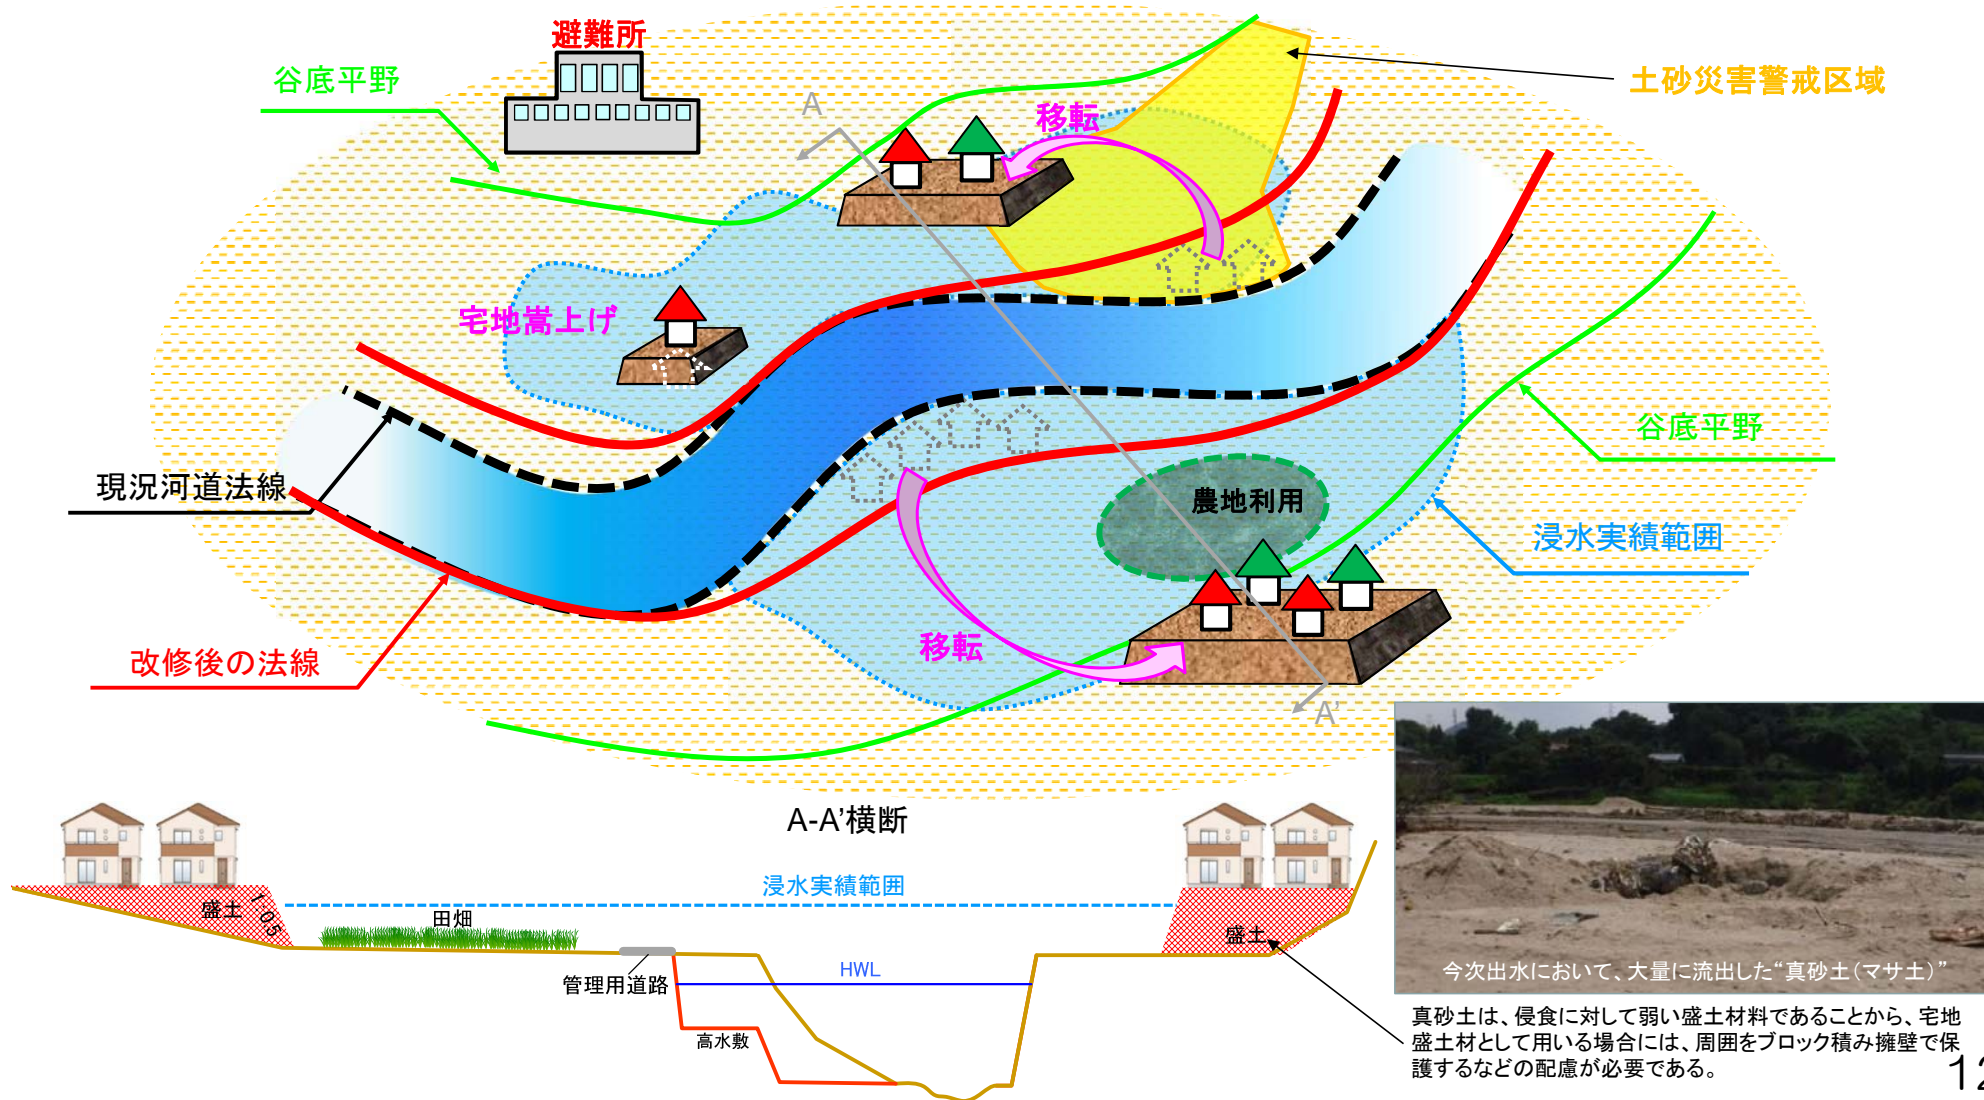 避難所
谷底平野
土砂災害警戒区域
A
移転
宅地嵩上げ
谷底平野
現況河道法線
農地利用
浸水実績範囲
改修後の法線
移転
A'
A-A'横断
浸水実績範囲
盛土
1:0.5
田畑
盛土
管理用道路
HWL
高水敷
今次出水において、大量に流出した“真砂土（マサ土）”
真砂土は、侵食に対して弱い盛土材料であることから、宅地
盛土材として用いる場合には、周囲をブロック積み擁壁で保
護するなどの配慮が必要である。
12